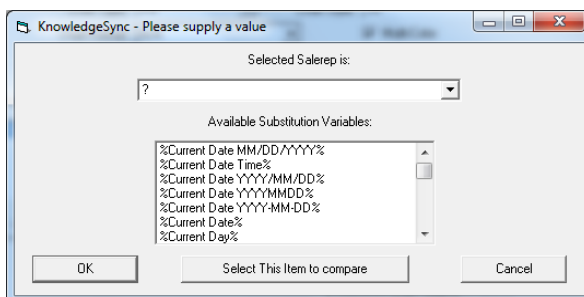 KnowledgeSync - Please supply a value
Selected Salerep is:
?
Available Substitution Variables:
%Current Date MM/DD/YYYY%
%Current Date Time%
%Current Date YYYY/MM/DD%
%Current Date YYYYMMDD%
%Current Date YYYY-MM-DD%
%Current Date%
%Current Day%
OK
Select This Item to compare
Cancel